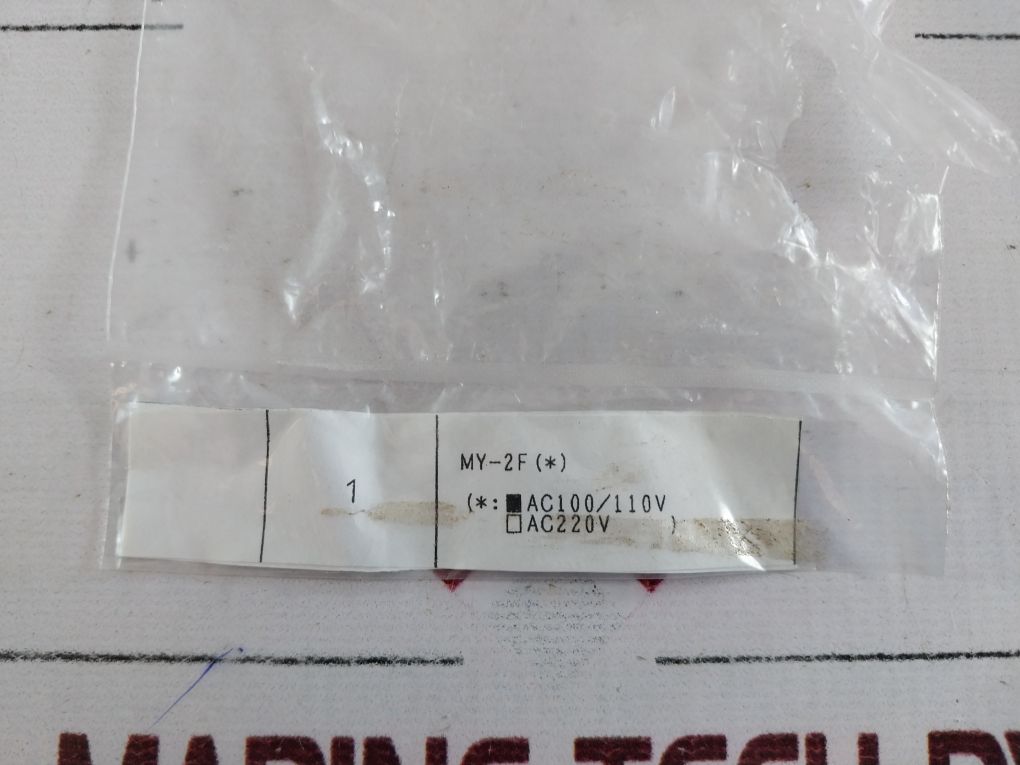 1
MY-2F(*)
(*:■AC100/110V
□AC220V )